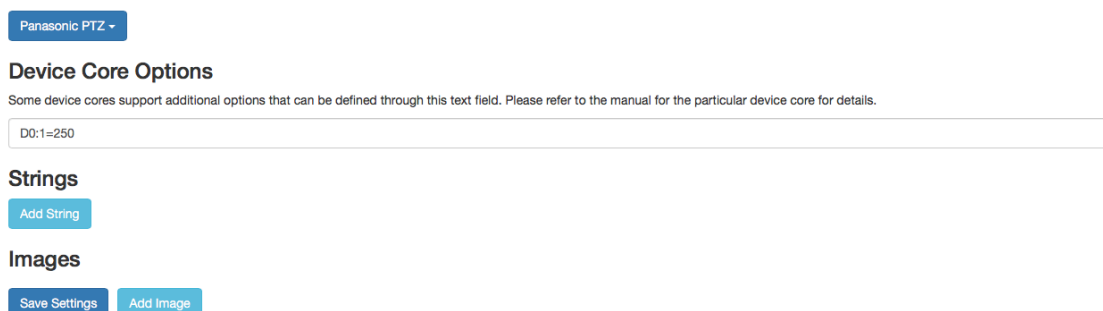 Panasonic PTZ
Device Core Options
Some device cores support additional options that can be defined through this text field. Please refer to the manual for the particular device core for details.
D0:1=250
Strings
Add String
Images
Save Settings Add Image